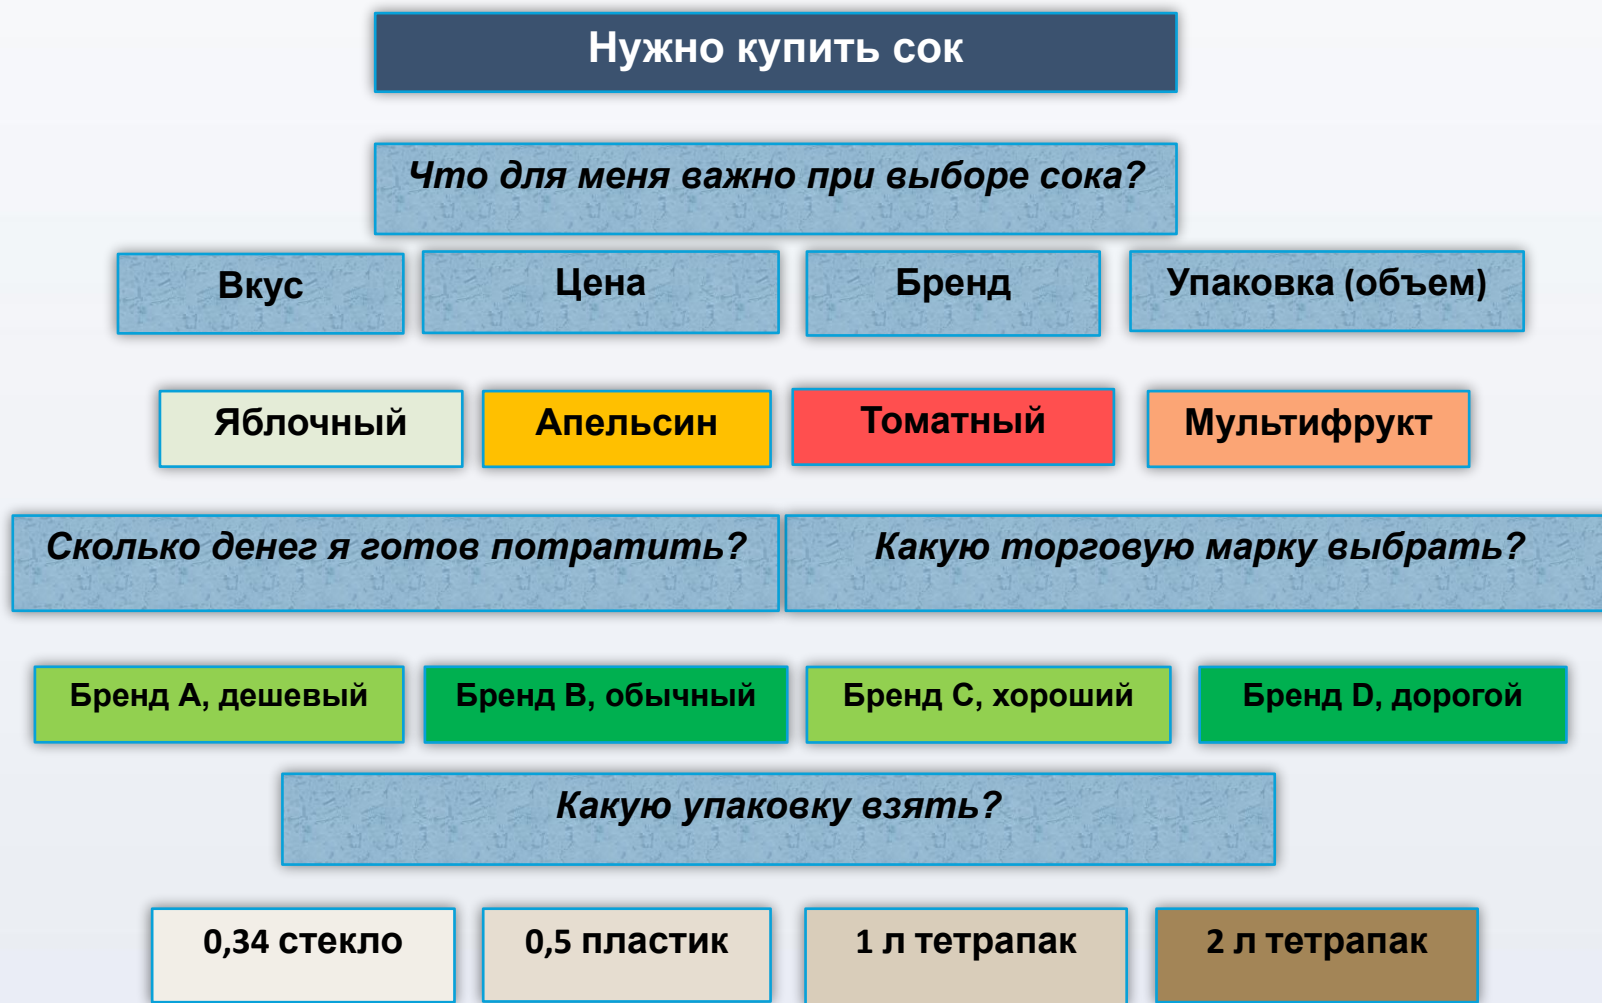 Нужно купить сок
Что для меня важно при выборе сока?
Вкус
Цена
Бренд
Упаковка (объем)
Яблочный
Апельсин
Томатный
Мультифрукт
Сколько денег я готов потратить?
Какую торговую марку выбрать?
Бренд А, дешевый
Бренд В, обычный
Бренд С, хороший
Бренд D, дорогой
Какую упаковку взять?
0,34 стекло
0,5 пластик
1 л тетрапак
2 л тетрапак